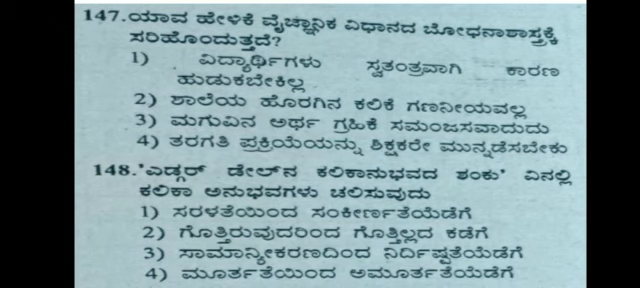 147.ಯಾವ ಹೇಳಿಕೆ ವೈಜ್ಞಾನಿಕ ವಿಧಾನದ ಬೋಧನಾಶಾಸ್ತ್ರಕ್ಕೆ
ಸರಿಹೊಂದುತ್ತದೆ?
1) ವಿದ್ಯಾರ್ಥಿಗಳು ಸ್ವತಂತ್ರವಾಗಿ ಕಾರಣ
ಹುಡುಕಬೇಕಿಲ್ಲ
2) ಶಾಲೆಯ ಹೊರಗಿನ ಕಲಿಕೆ ಗಣನೀಯವಲ್ಲ
3) ಮಗುವಿನ ಅರ್ಥ ಗ್ರಹಿಕೆ ಸಮಂಜಸವಾದುದು
4) ತರಗತಿ ಪ್ರಕ್ರಿಯೆಯನ್ನು ಶಿಕ್ಷಕರೇ ಮುನ್ನಡೆಸಬೇಕು
148.'ಎಡ್ಗರ್ ಡೇಲ್‌ನ ಕಲಿಕಾನುಭವದ ಶಂಕು' ವಿನಲ್ಲಿ
ಕಲಿಕಾ ಅನುಭವಗಳು ಚಲಿಸುವುದು
1) ಸರಳತೆಯಿಂದ ಸಂಕೀರ್ಣತೆಯೆಡೆಗೆ
2) ಗೊತ್ತಿರುವುದರಿಂದ ಗೊತ್ತಿಲ್ಲದ ಕಡೆಗೆ
3) ಸಾಮಾನ್ಯೀಕರಣದಿಂದ ನಿರ್ದಿಷ್ಟತೆಯೆಡೆಗೆ
4) ಮೂರ್ತತೆಯಿಂದ ಅಮೂರ್ತತೆಯೆಡೆಗೆ